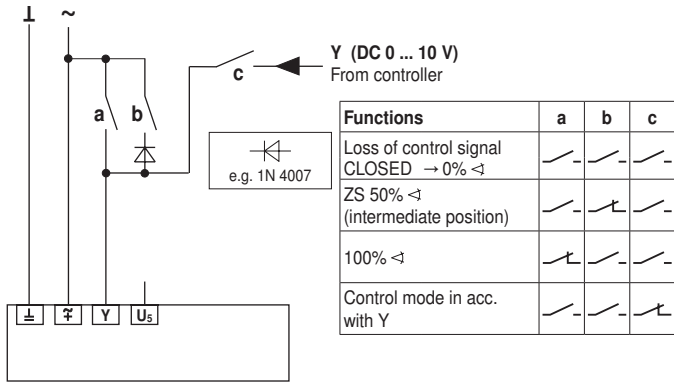 ⊥ ~
Y (DC 0 ... 10 V)
From controller
c
a b
e.g. 1N 4007
Functions a b c
Loss of control signal
CLOSED → 0% ∢
ZS 50% ∢
(intermediate position)
100% ∢
Control mode in acc.
with Y
Y U5